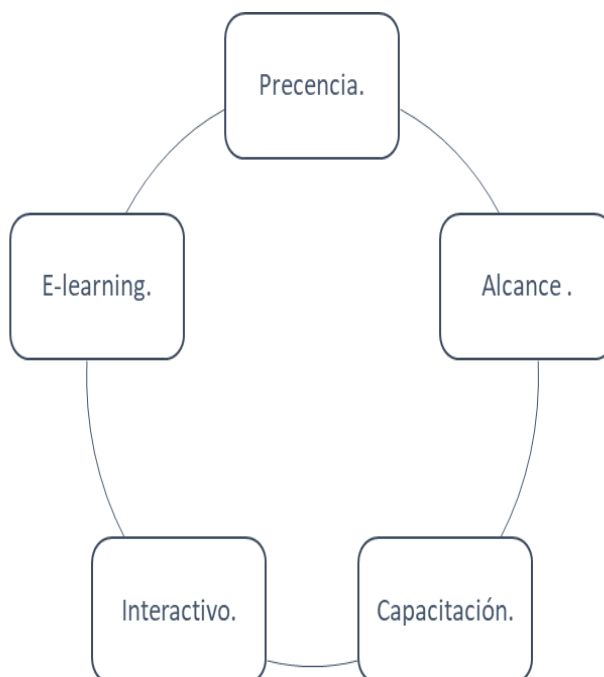 Precencia.
Alcance .
Capacitación.
Interactivo.
E-learning.